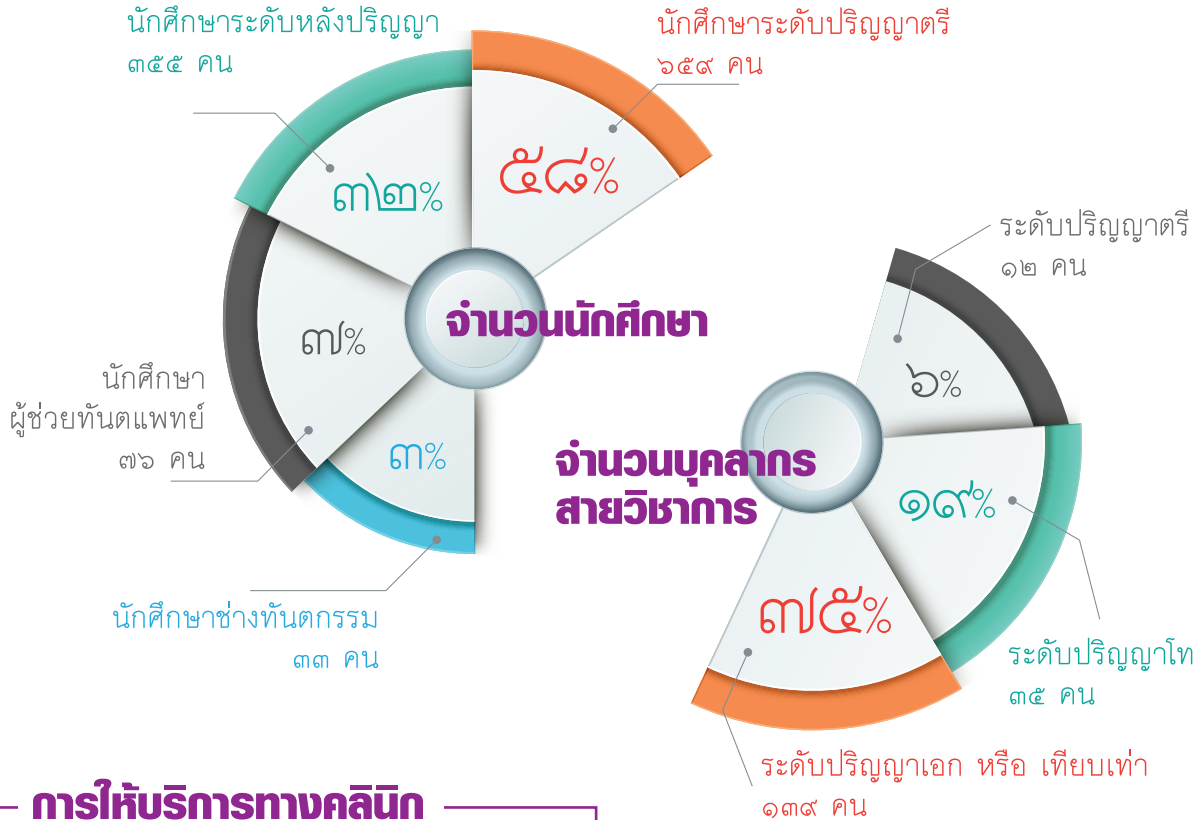 นักศึกษาระดับหลังปริญญา
๓๕๕ คน
นักศึกษาระดับปริญญาตรี
๖๕๙ คน
๓๒%
๕๘%
จำนวนนักศึกษา
๗%
นักศึกษา
ผู้ช่วยทันตแพทย์
๗๖ คน
๓%
นักศึกษาช่างทันตกรรม
๓๓ คน
ระดับปริญญาตรี
๑๒ คน
๖%
จำนวนบุคลากร
สายวิชาการ
๑๙%
๗๕%
ระดับปริญญาโท
๓๕ คน
ระดับปริญญาเอก หรือ เทียบเท่า
๑๓๙ คน
การให้บริการทางคลินิก